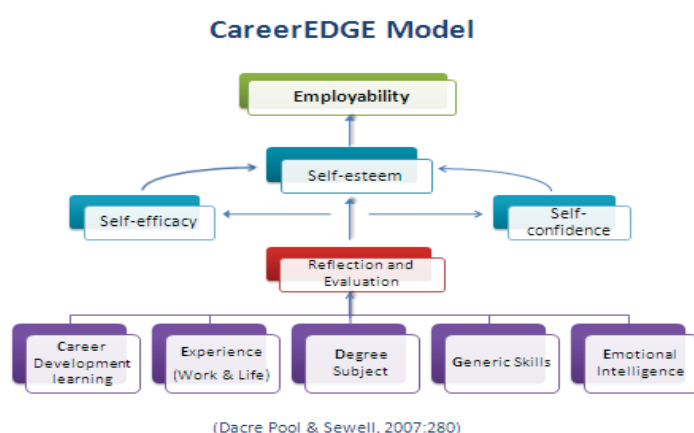 CareerEDGE Model
Employability
Self-esteem
Self-efficacy
Self-
confidence
Reflection and
Evaluation
Career
Development
learning
Experience
(Work & Life)
Degree
Subject
Generic Skills
Emotional
Intelligence
(Dacre Pool & Sewell, 2007:280)